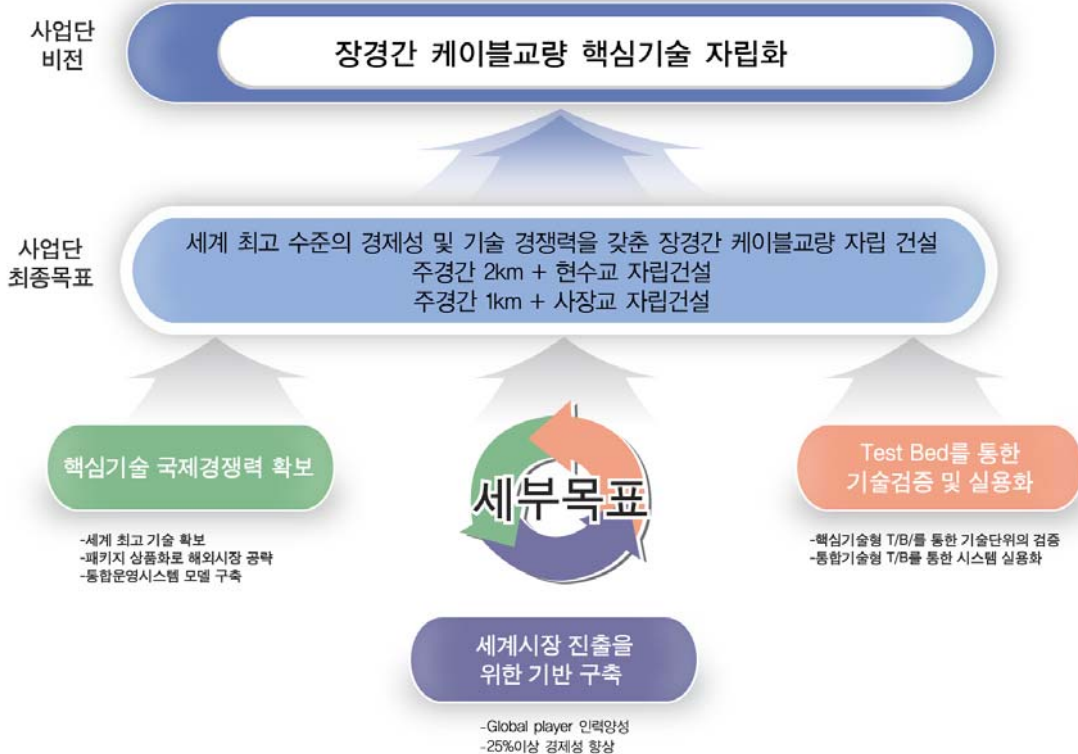 사업단
비전
장경간 케이블교량 핵심기술 자립화
사업단
최종목표
세계 최고 수준의 경제성 및 기술 경쟁력을 갖춘 장경간 케이블교량 자립 건설
주경간 2km + 현수교 자립건설
주경간 1km + 사장교 자립건설
핵심기술 국제경쟁력 확보
-세계 최고 기술 확보
-패키지 상품화로 해외시장 공략
-통합운영시스템 모델 구축
세부목표
Test Bed를 통한
기술검증 및 실용화
-핵심기술형 T/B/를 통한 기술단위의 검증
-통합기술형 T/B를 통한 시스템 실용화
세계시장 진출을
위한 기반 구축
-Global player 인력양성
-25%이상 경제성 향상